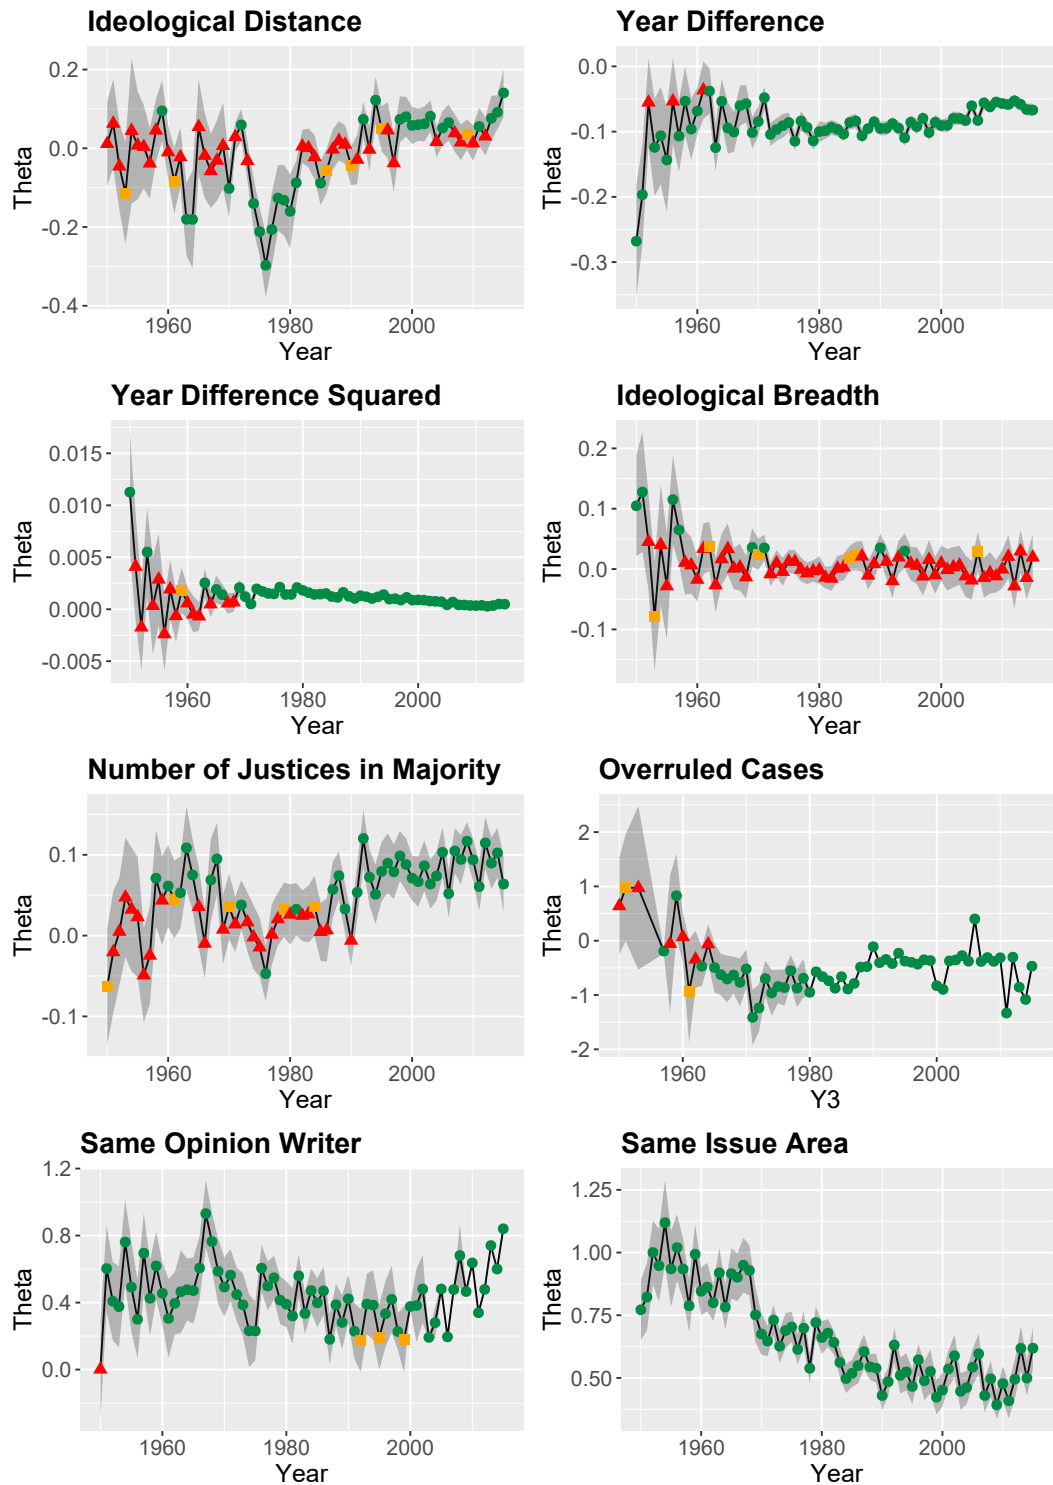 Ideological Distance
Year Difference
Theta
0.2
0.0
-0.2
-0.4
1960
1980
2000
Year
Theta
0.0
-0.1
-0.2
-0.3
1960
1980
2000
Year
Year Difference Squared
Ideological Breadth
Theta
0.015
0.010
0.005
0.000
-0.005
1960
1980
2000
Year
Theta
0.2
0.1
0.0
-0.1
1960
1980
2000
Year
Number of Justices in Majority
Overruled Cases
Theta
0.1
0.0
-0.1
1960
1980
2000
Year
Theta
2
1
0
-1
-2
1960
1980
2000
Y3
Same Opinion Writer
Same Issue Area
Theta
1.2
0.8
0.4
0.0
1960
1980
2000
Year
Theta
1.25
1.00
0.75
0.50
1960
1980
2000
Year